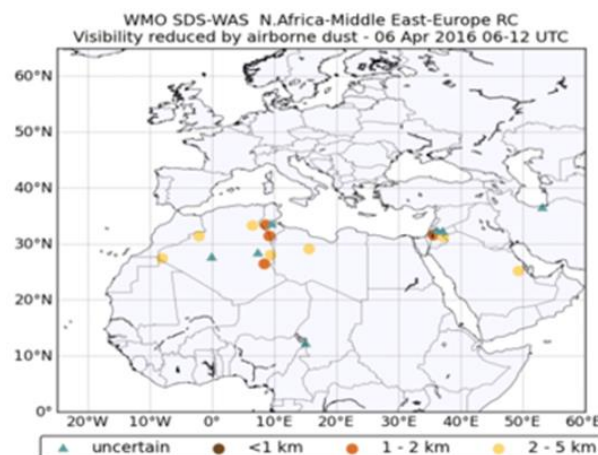 WMO SDS-WAS N.Africa-Middle East-Europe RC
Visibility reduced by airborne dust - 06 Apr 2016 06-12 UTC
60°N
50°N
40°N
30°N
20°N
10°N
0°
20°W 10°W 0° 10°E 20°E 30°E 40°E 50°E 60°E
uncertain <1 km 1 - 2 km 2 - 5 km